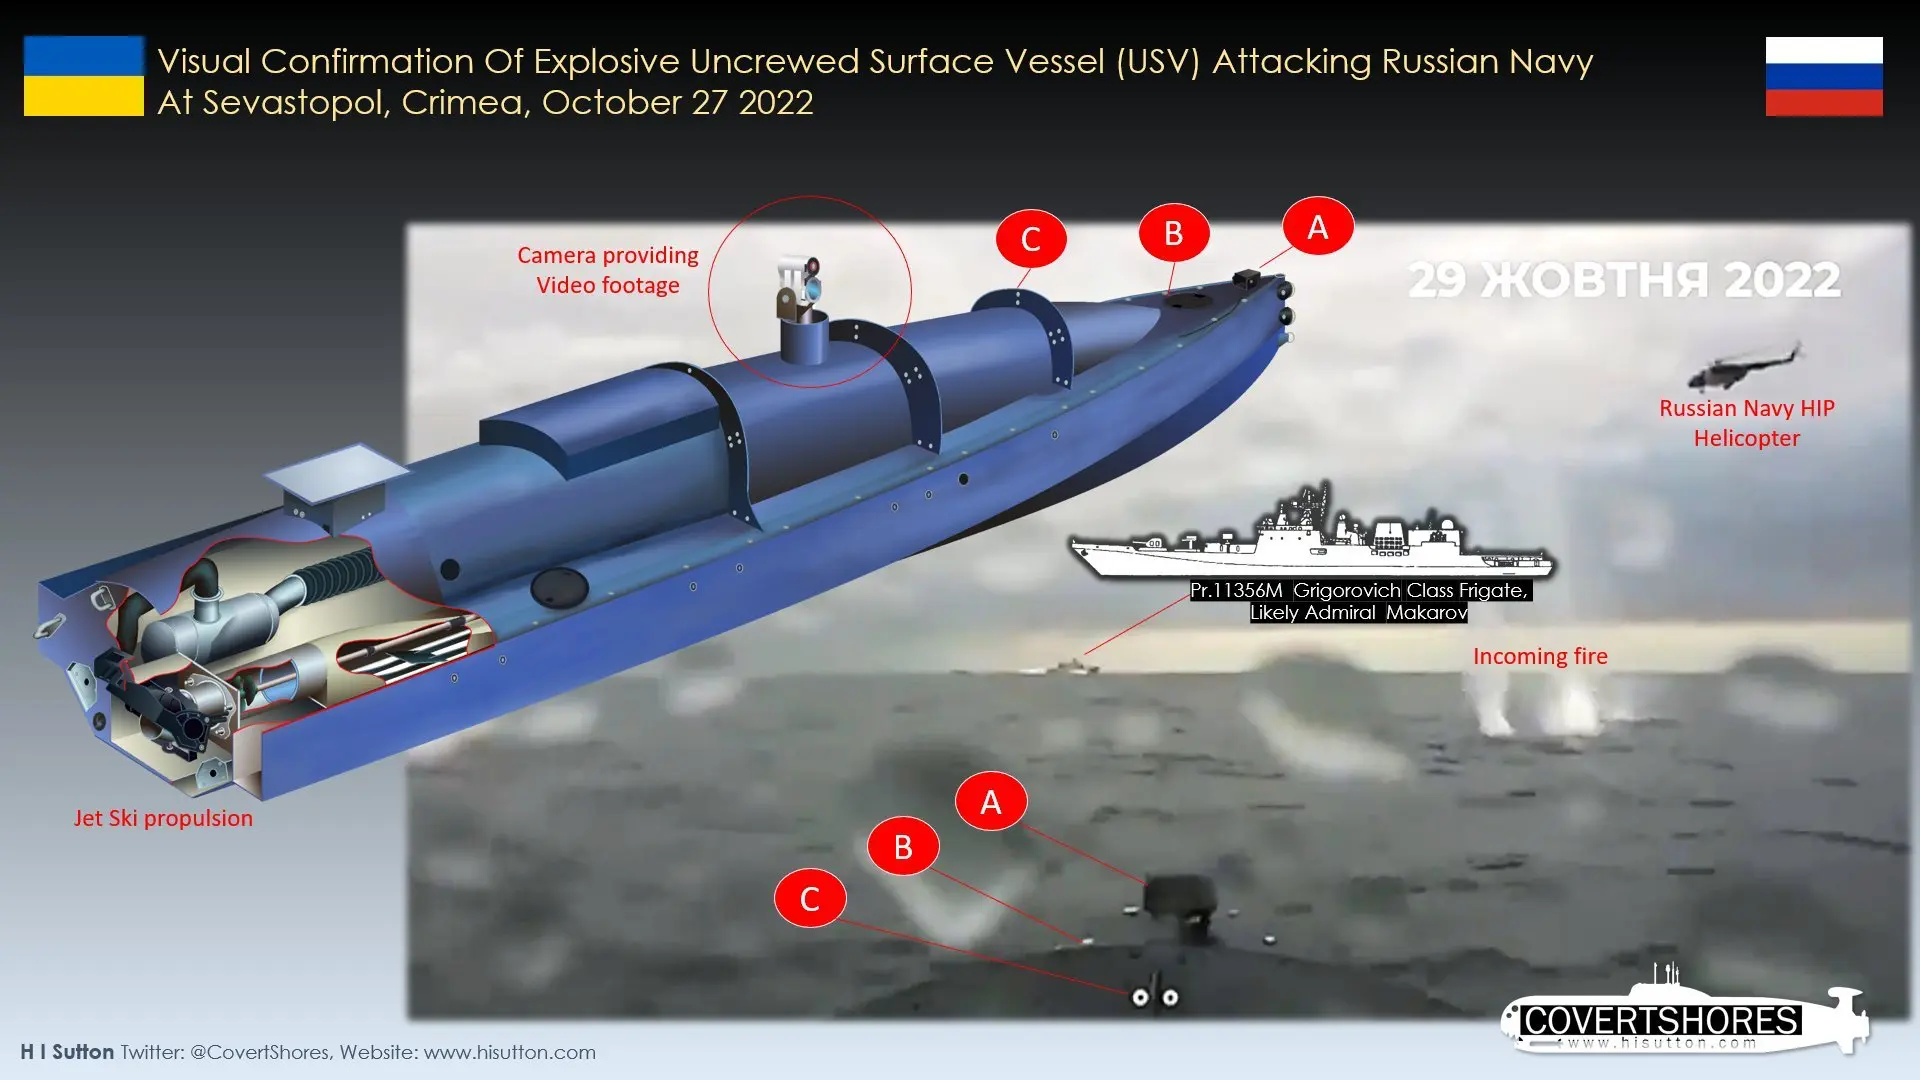 Visual Confirmation Of Explosive Uncrewed Surface Vessel (USV) Attacking Russian Navy
At Sevastopol, Crimea, October 27 2022
C
B
A
Camera providing
Video footage
29 ЖОВТНЯ 2022
Russian Navy HIP
Helicopter
Pr.11356M Grigorovich Class Frigate,
Likely Admiral Makarov
Incoming fire
Jet Ski propulsion
A
B
C
COVERTSHORES
www.hisutton.com
H I Sutton Twitter: @CovertShores, Website: www.hisutton.com